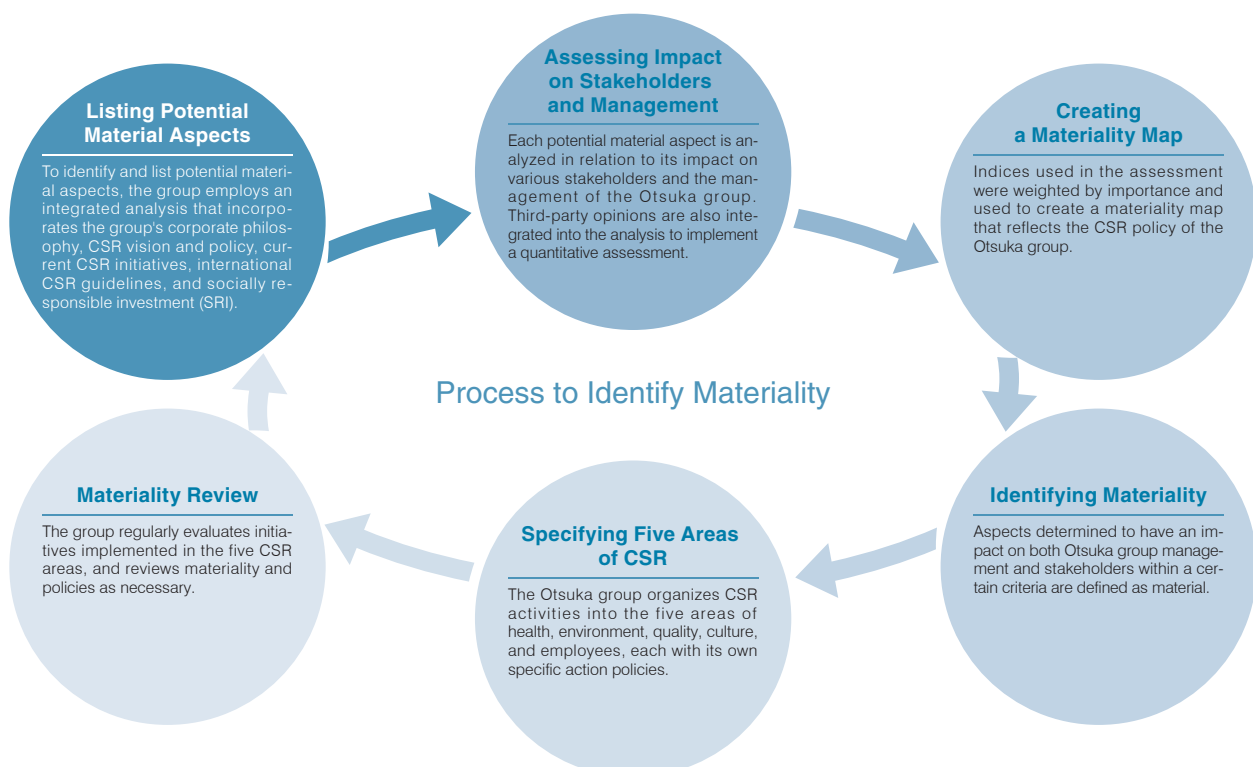 Listing Potential
Material Aspects
To identify and list potential materi-
al aspects, the group employs an
integrated analysis that incorpo-
rates the group's corporate philos-
ophy, CSR vision and policy, cur-
rent CSR initiatives, international
CSR guidelines, and socially re-
sponsible investment (SRI).
Assessing Impact
on Stakeholders
and Management
Each potential material aspect is an-
alyzed in relation to its impact on
various stakeholders and the man-
agement of the Otsuka group.
Third-party opinions are also inte-
grated into the analysis to implement
a quantitative assessment.
Creating
a Materiality Map
Indices used in the assessment
were weighted by importance and
used to create a materiality map
that reflects the CSR policy of the
Otsuka group.
Process to Identify Materiality
Identifying Materiality
Aspects determined to have an im-
pact on both Otsuka group manage-
ment and stakeholders within a cer-
tain criteria are defined as material.
Specifying Five Areas
of CSR
The Otsuka group organizes CSR
activities into the five areas of
health, environment, quality, culture,
and employees, each with its own
specific action policies.
Materiality Review
The group regularly evaluates initia-
tives implemented in the five CSR
areas, and reviews materiality and
policies as necessary.